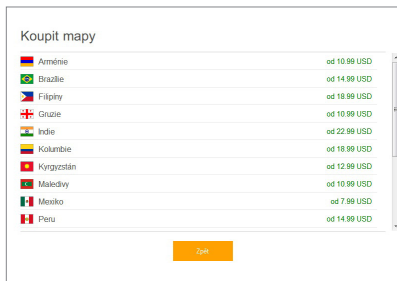 Koupit mapy
Arménie od 10.99 USD
Brazílie od 14.99 USD
Filipíny od 18.99 USD
Gruzie od 10.99 USD
Indie od 22.99 USD
Kolumbie od 18.99 USD
Kyrgyzstán od 12.99 USD
Maledivy od 10.99 USD
Mexiko od 7.99 USD
Peru od 14.99 USD
Zpět